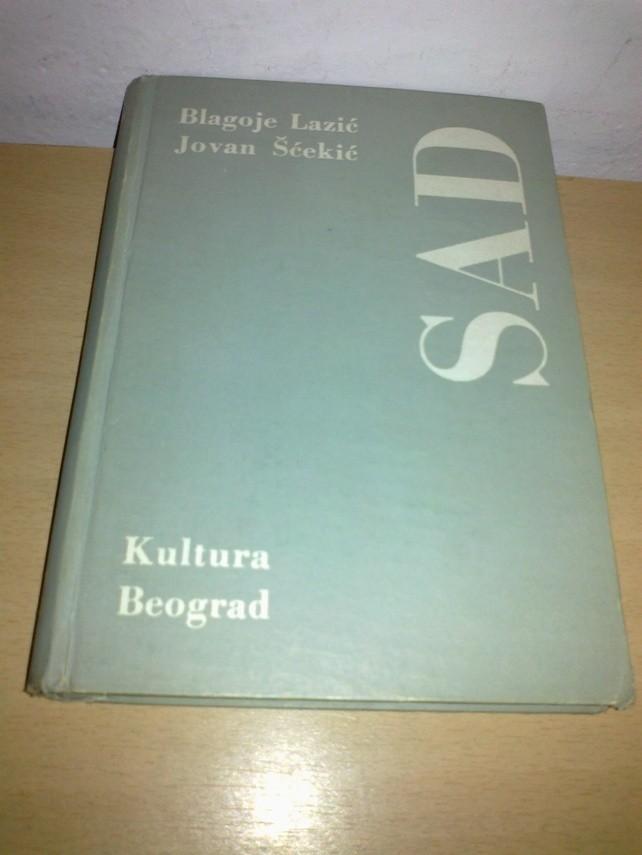 Blagoje Lazić
Jovan Šćekić
SAD
Kultura
Beograd